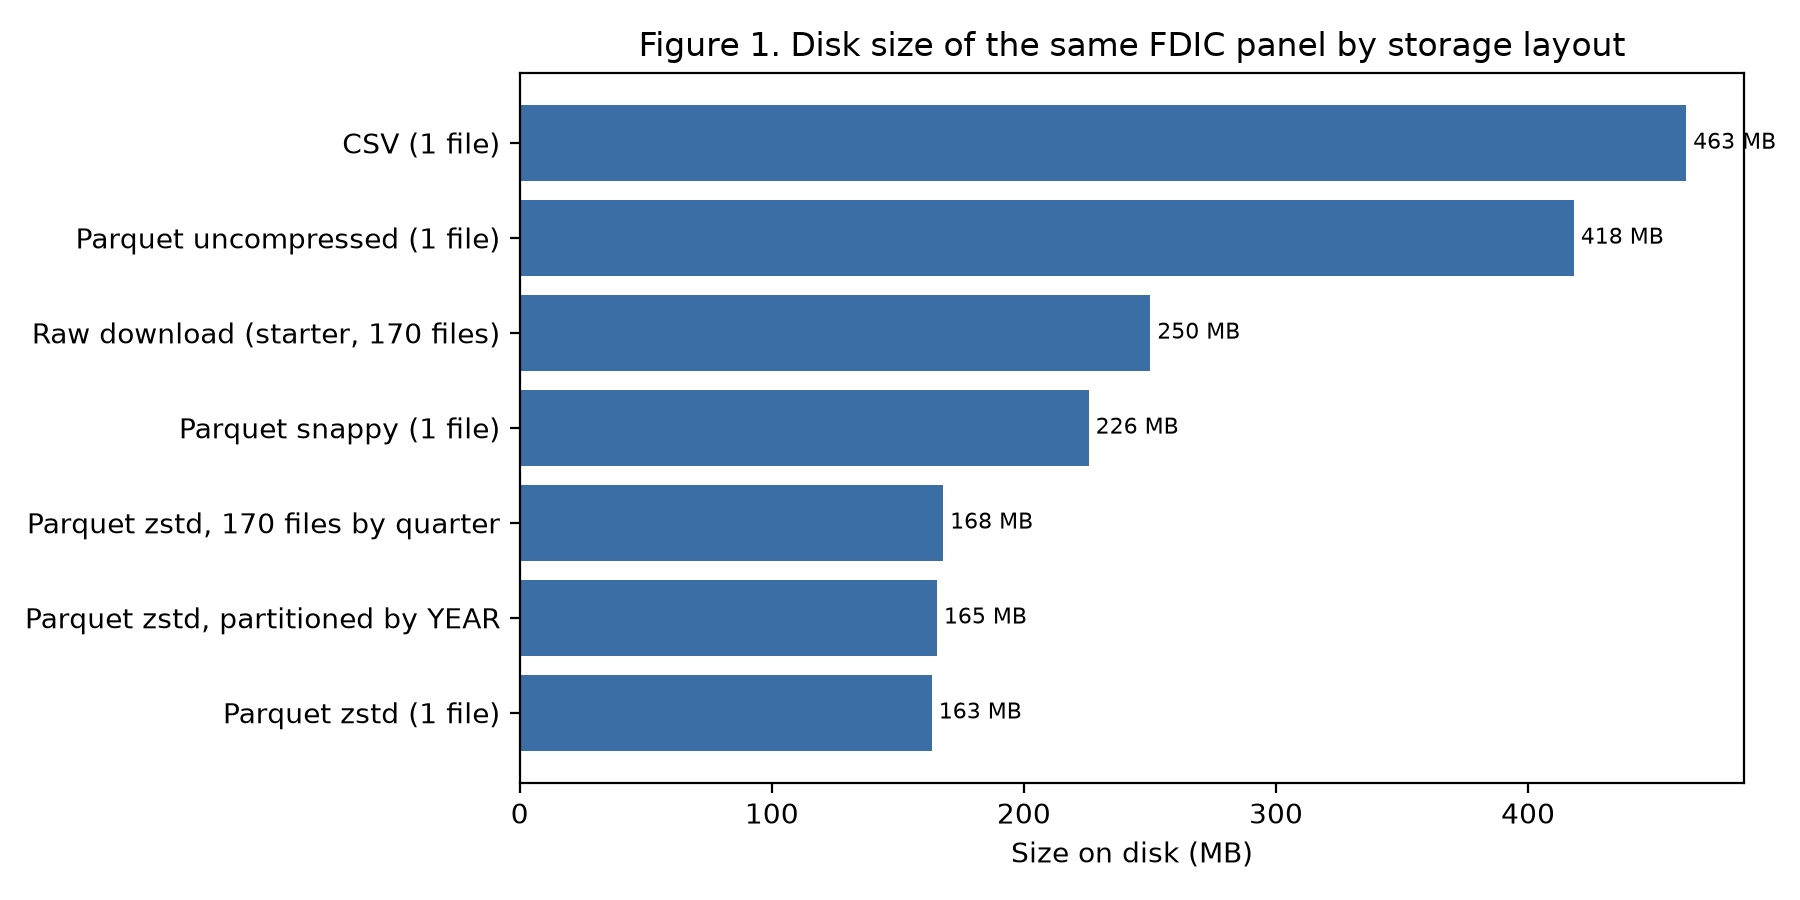 Figure 1. Disk size of the same FDIC panel by storage layout
CSV (1 file)
463 MB
Parquet uncompressed (1 file)
418 MB
Raw download (starter, 170 files)
250 MB
Parquet snappy (1 file)
226 MB
Parquet zstd, 170 files by quarter
168 MB
Parquet zstd, partitioned by YEAR
165 MB
Parquet zstd (1 file)
163 MB
0 100 200 300 400
Size on disk (MB)